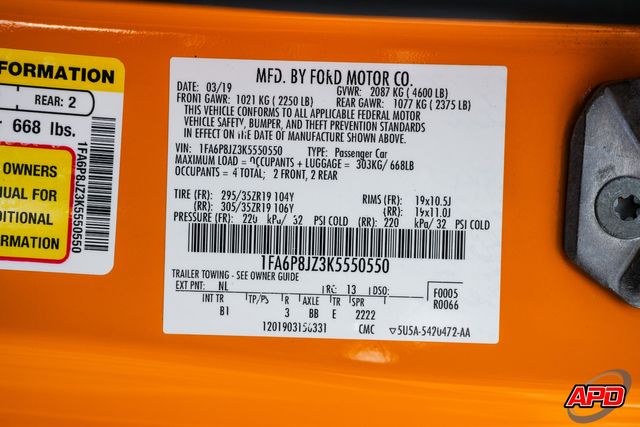 FORMATION
REAR: 2
668 lbs.
OWNERS
FOR
1FA6P8JZ3K5550550
MFD. BY FORD MOTOR CO.
03/19 GVWR: 2087 KG ( 4600 LB)
FRONT GAWR: 1021 KG ( 2250 LB) REAR GAWR: 1077 KG ( 2375 LB)
THIS VEHICLE CONFORMS TO ALL APPLICABLE FEDERAL MOTOR
VEHICLE SAFETY, BUMPER, AND THEFT PREVENTION STANDARDS
IN EFFECT ON THE DATE OF MANUFACTURE SHOWN ABOVE.
VIN: 1FA6P8JZ3K5550550 TYPE: Passenger Car
MAXIMUM LOAD = OCCUPANTS + LUGGAGE = 303KG/ 668LB
OCCUPANTS = 4 TOTAL; 2 FRONT, 2 REAR
TIRE (FR): 295/35ZR19 104Y RIMS (FR): 19x10.5J
(RR): 305/35ZR19 106Y (RR): 19x11.0J
PRESSURE (FR): 220 kPa/ 32 PSI COLD (RR): 220 kPa/ 32 PSI COLD
1FA6P8JZ3K5550550
TRAILER TOWING - SEE OWNER GUIDE
EXT PNT: NL RC: 13 DSO: F0005
INT TR TP/PS R AXLE TR SPR R0066
B1 3 BB E 2222
1201903156331 CMC ▽5U5A-5420472-AA
APD